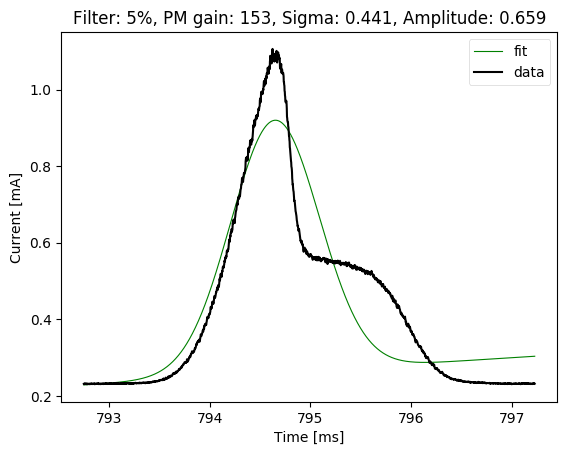 Filter: 5%, PM gain: 153, Sigma: 0.441, Amplitude: 0.659
fit
data
1.0
0.8
0.6
0.4
0.2
Current [mA]
793
794
795
796
797
Time [ms]